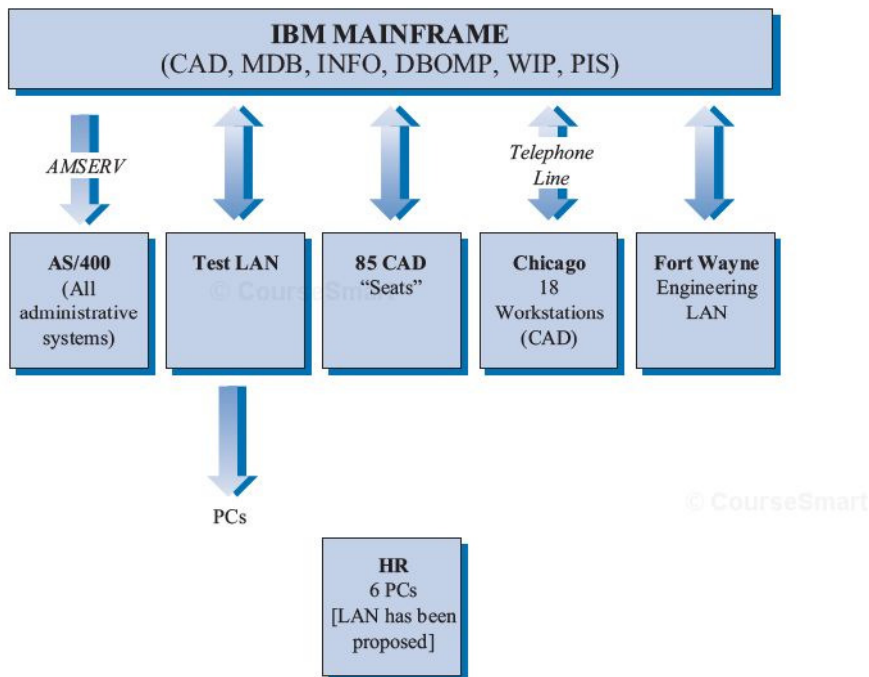 IBM MAINFRAME
(CAD, MDB, INFO, DBOMP, WIP, PIS)
AMSERV
Telephone
Line
AS/400
(All
administrative
systems)
Test LAN
85 CAD
“Seats”
Chicago
18
Workstations
(CAD)
Fort Wayne
Engineering
LAN
© CourseSmart
PCs
© CourseSmart
HR
6 PCs
[LAN has been
proposed]